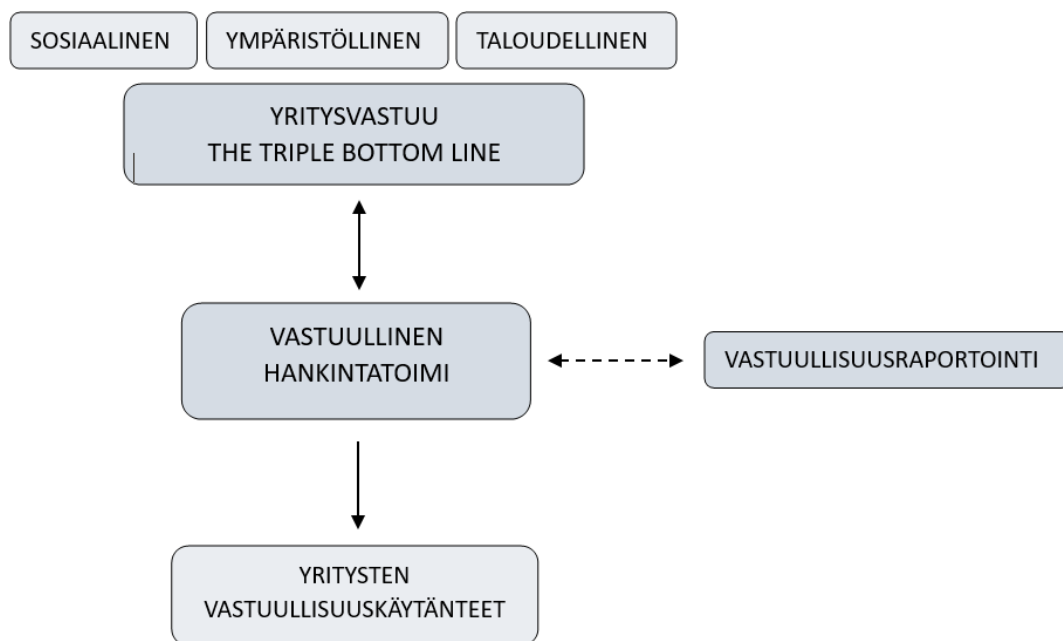 SOSIAALINEN
YMPÄRISTÖLLINEN
TALOUDELLINEN
YRITYSVASTUU
THE TRIPLE BOTTOM LINE
VASTUULLINEN
HANKINTATOIMI
VASTUULLISUUSRAPORTOINTI
YRITYSTEN
VASTUULLISUUSKÄYTÄNTEET